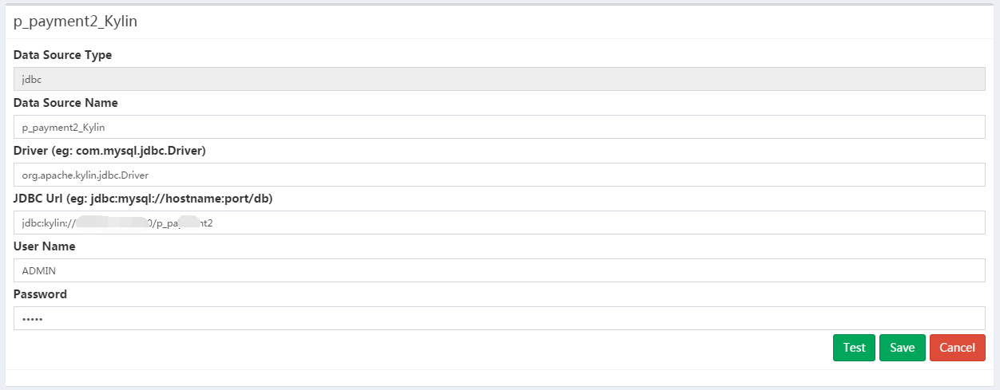 p_payment2_Kylin
Data Source Type
jdbc
Data Source Name
p_payment2_Kylin
Driver (eg: com.mysql.jdbc.Driver)
org.apache.kylin.jdbc.Driver
JDBC Url (eg: jdbc:mysql://hostname:port/db)
jdbc:kylin:// 0/p_pa nt2
User Name
ADMIN
Password
•••••
Test Save Cancel